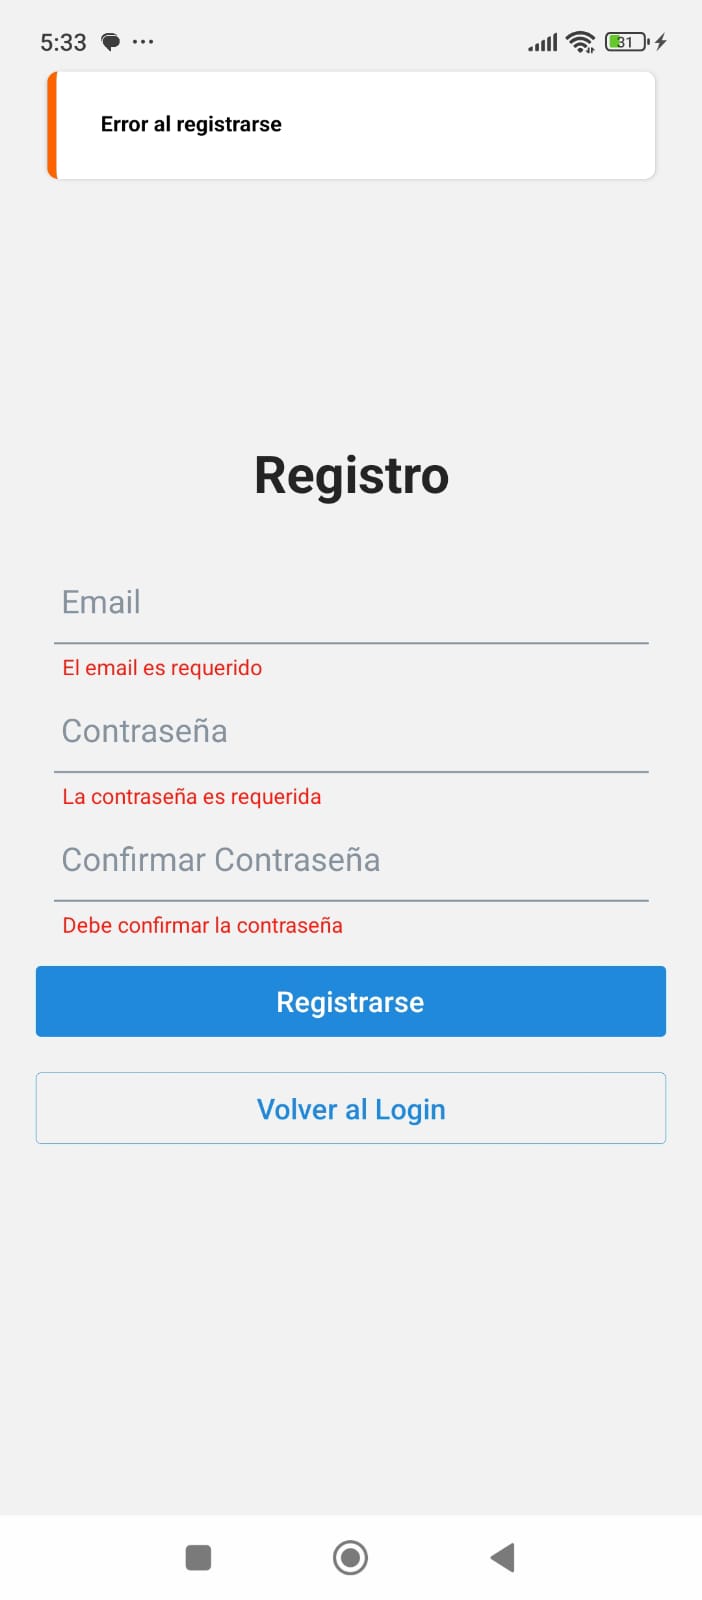 5:33
31
Error al registrarse
Registro
Email
El email es requerido
Contraseña
La contraseña es requerida
Confirmar Contraseña
Debe confirmar la contraseña
Registrarse
Volver al Login